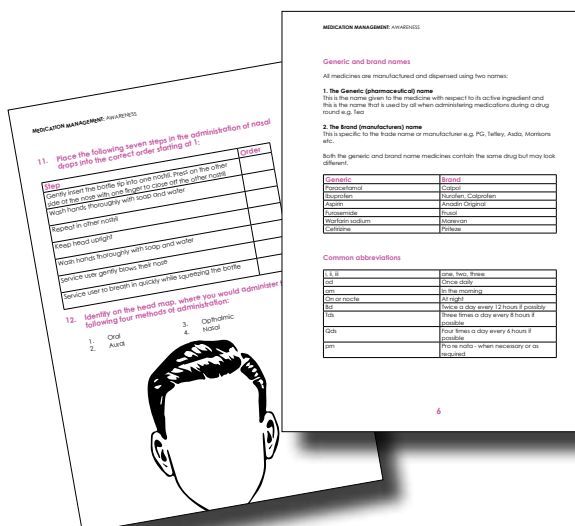 MEDICATION MANAGEMENT: AWARENESS
11. Place the following seven steps in the administration of nasal
drops into the correct order starting at 1:
Step Order
Gently insert the bottle tip into one nostril. Press on the other
side of the nose with one finger to close off the other nostril
Wash hands thoroughly with soap and water
Repeat in other nostril
Keep head upright
Wash hands thoroughly with soap and water
Service user gently blows their nose
Service user to breath in quickly while squeezing the bottle
12. Identify on the head map, where you would administer
following four methods of administration:
1. Oral
2. Aural
3. Opthalmic
4. Nasal
MEDICATION MANAGEMENT: AWARENESS
Generic and brand names
All medicines are manufactured and dispensed using two names:
1. The Generic (pharmaceutical) name
This is the name given to the medicine with respect to its active ingredient and
this is the name that is used by all when administering medications during a drug
round e.g. Tea
2. The Brand (manufacturers) name
This is specific to the trade name or manufacturer e.g. PG, Tetley, Asda, Morrisons
etc.
Both the generic and brand name medicines contain the same drug but may look
different.
Generic Brand
Paracetamol Calpol
Ibuprofen Nurofen, Calprofen
Aspirin Anadin Original
Furosemide Frusol
Warfarin sodium Marevan
Cetirizine Piriteze
Common abbreviations
i, ii, iii one, two, three
od Once daily
om In the morning
On or nocte At night
Bd Twice a day every 12 hours if possibly
Tds Three times a day every 8 hours if
possible
Qds Four times a day every 6 hours if
possible
prn Pro re nata - when necessary or as
required
6